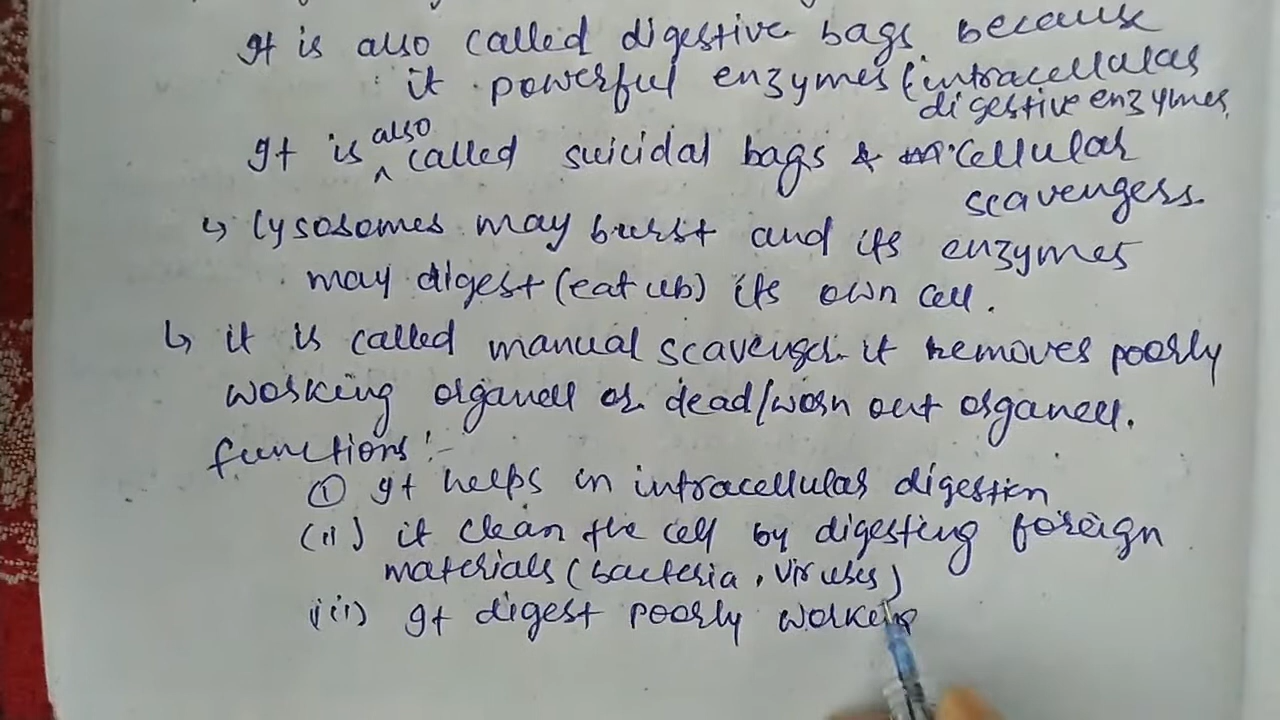 It is also called digestive bags because
it powerful enzymes (intracellular
digestive enzymes,
It is also called suicidal bags & cellular
scavengers.
↳ lysosomes may burst and its enzymes
may digest (eat up) its own cell.
↳ it is called manual scavenger it removes poorly
working organell or dead/worn out organell.
functions:-
(i) It helps in intracellular digestion
(ii) it clean the cell by digesting foreign
materials (bacteria, viruses)
(iii) It digest poorly working